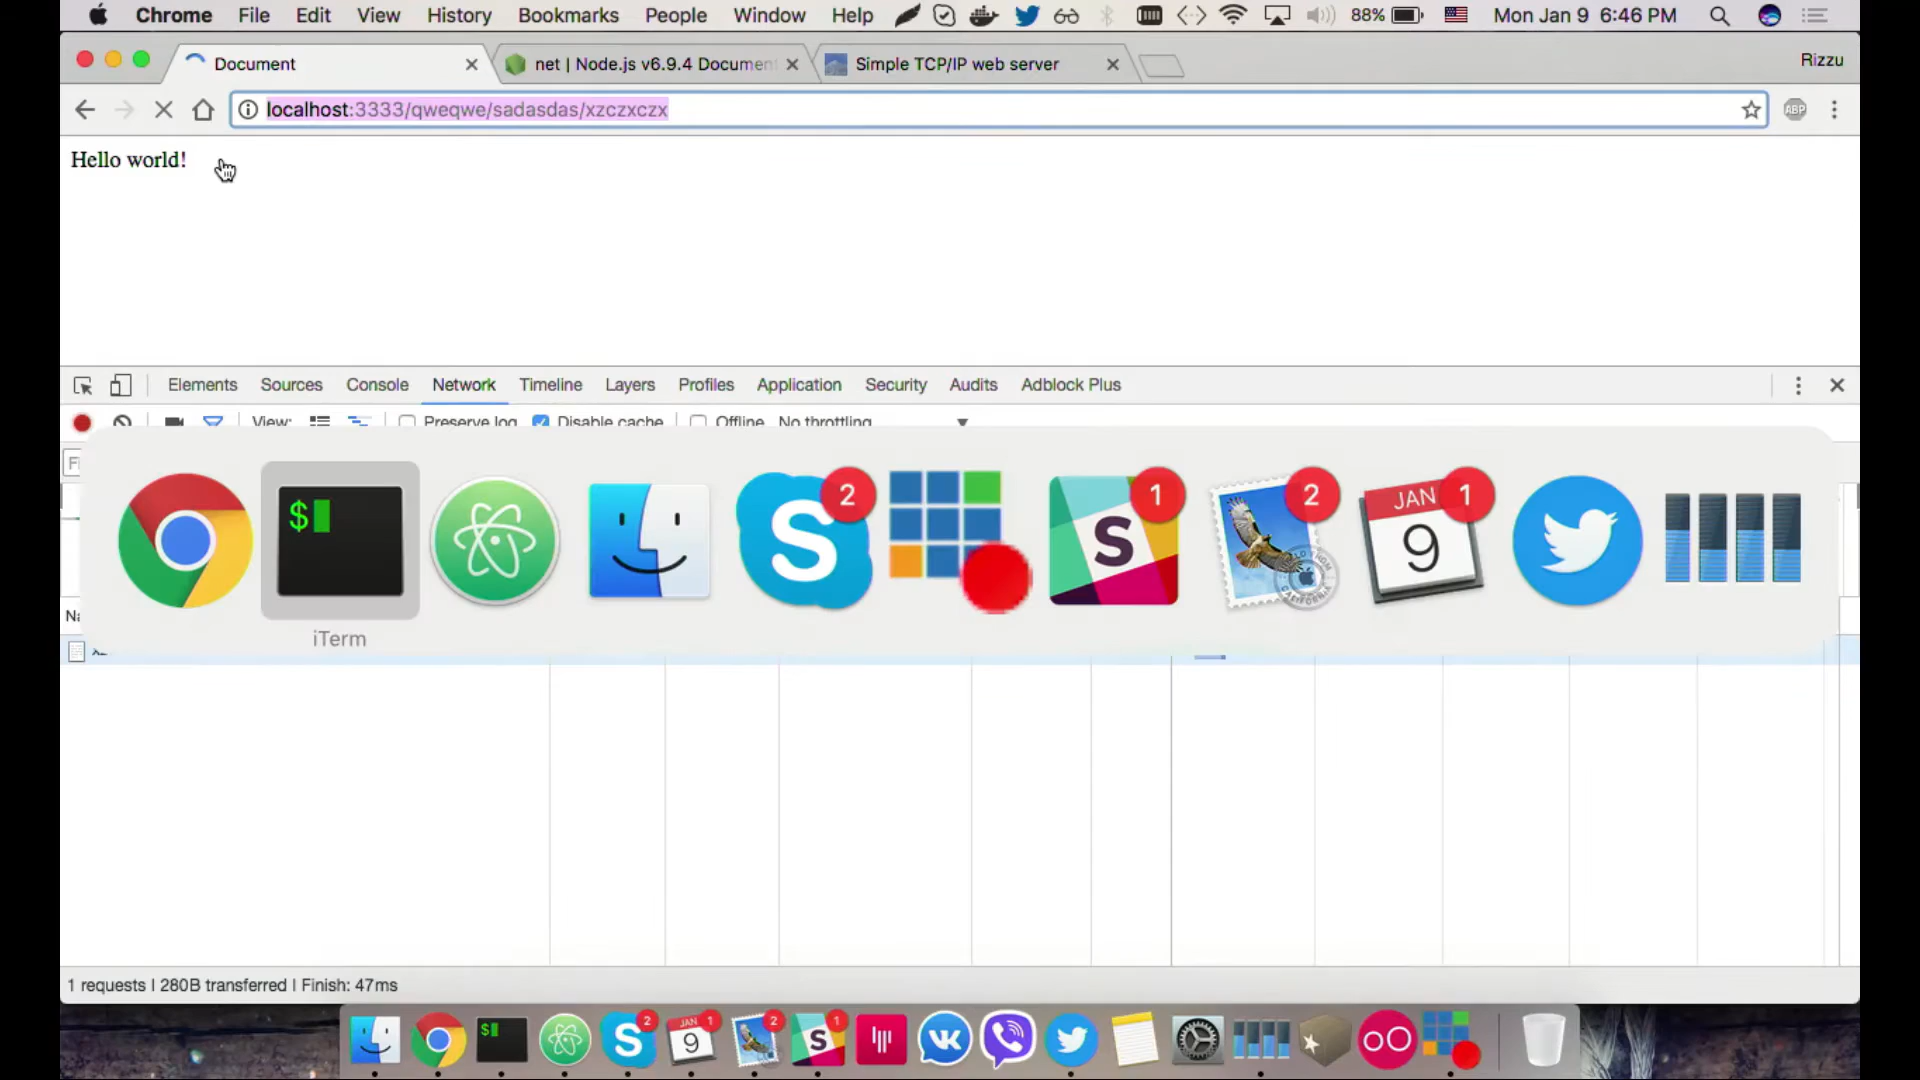 Chrome File Edit View History Bookmarks People Window Help 88% Mon Jan 9 6:46 PM
Document net | Node.js v6.9.4 Documen Simple TCP/IP web server Rizzu
localhost:3333/qweqwe/sadasdas/xzczxczx ABP
Hello world!
Elements Sources Console Network Timeline Layers Profiles Application Security Audits Adblock Plus
View: Preserve log Disable cache Offline No throttling
$ S 2 S 1 2 JAN 9 1
iTerm
1 requests | 280B transferred | Finish: 47ms
$ S 2 JAN 9 1 2 S 1 VK